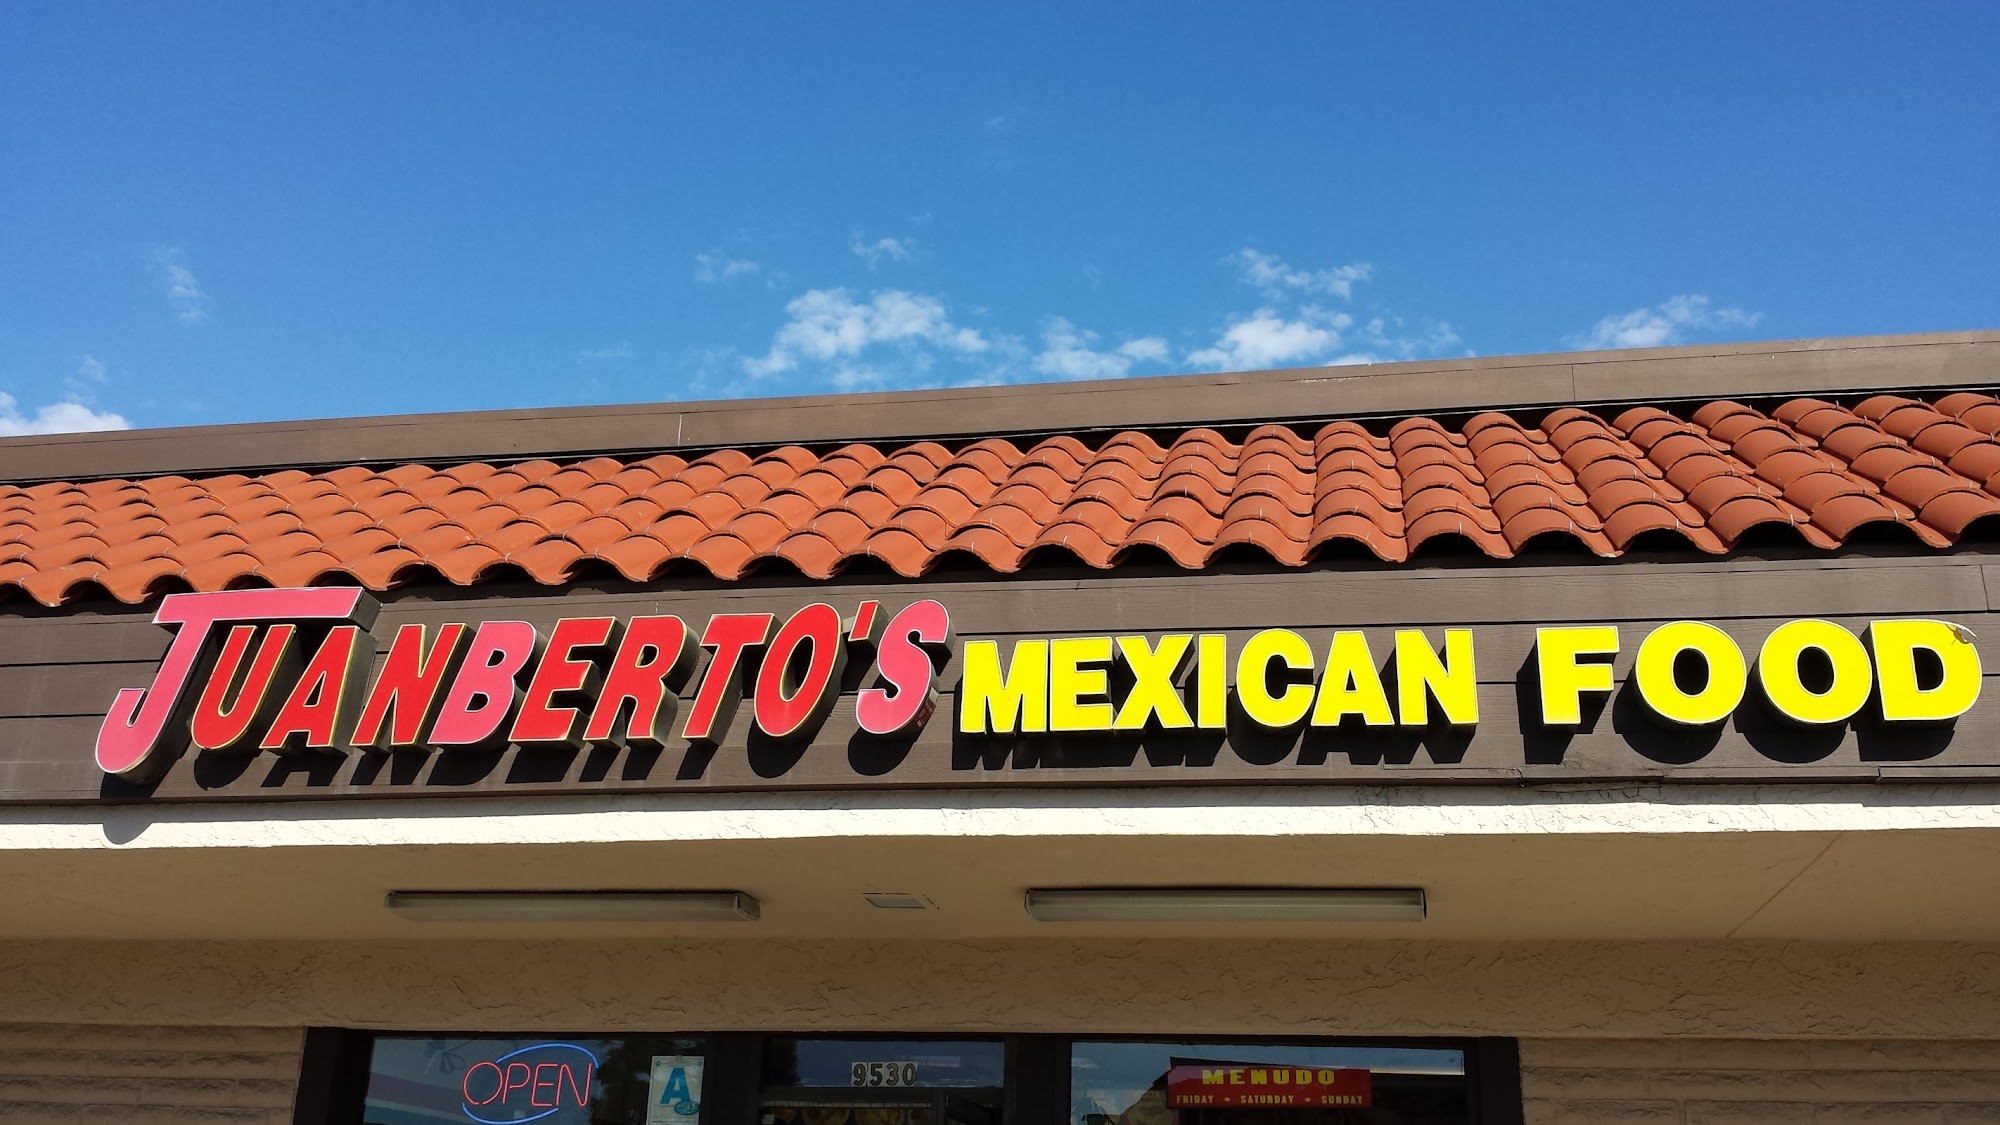 JUANBERTO'S MEXICAN FOOD
OPEN
A
9530
MENUDO
FRIDAY ★ SATURDAY ★ SUNDAY